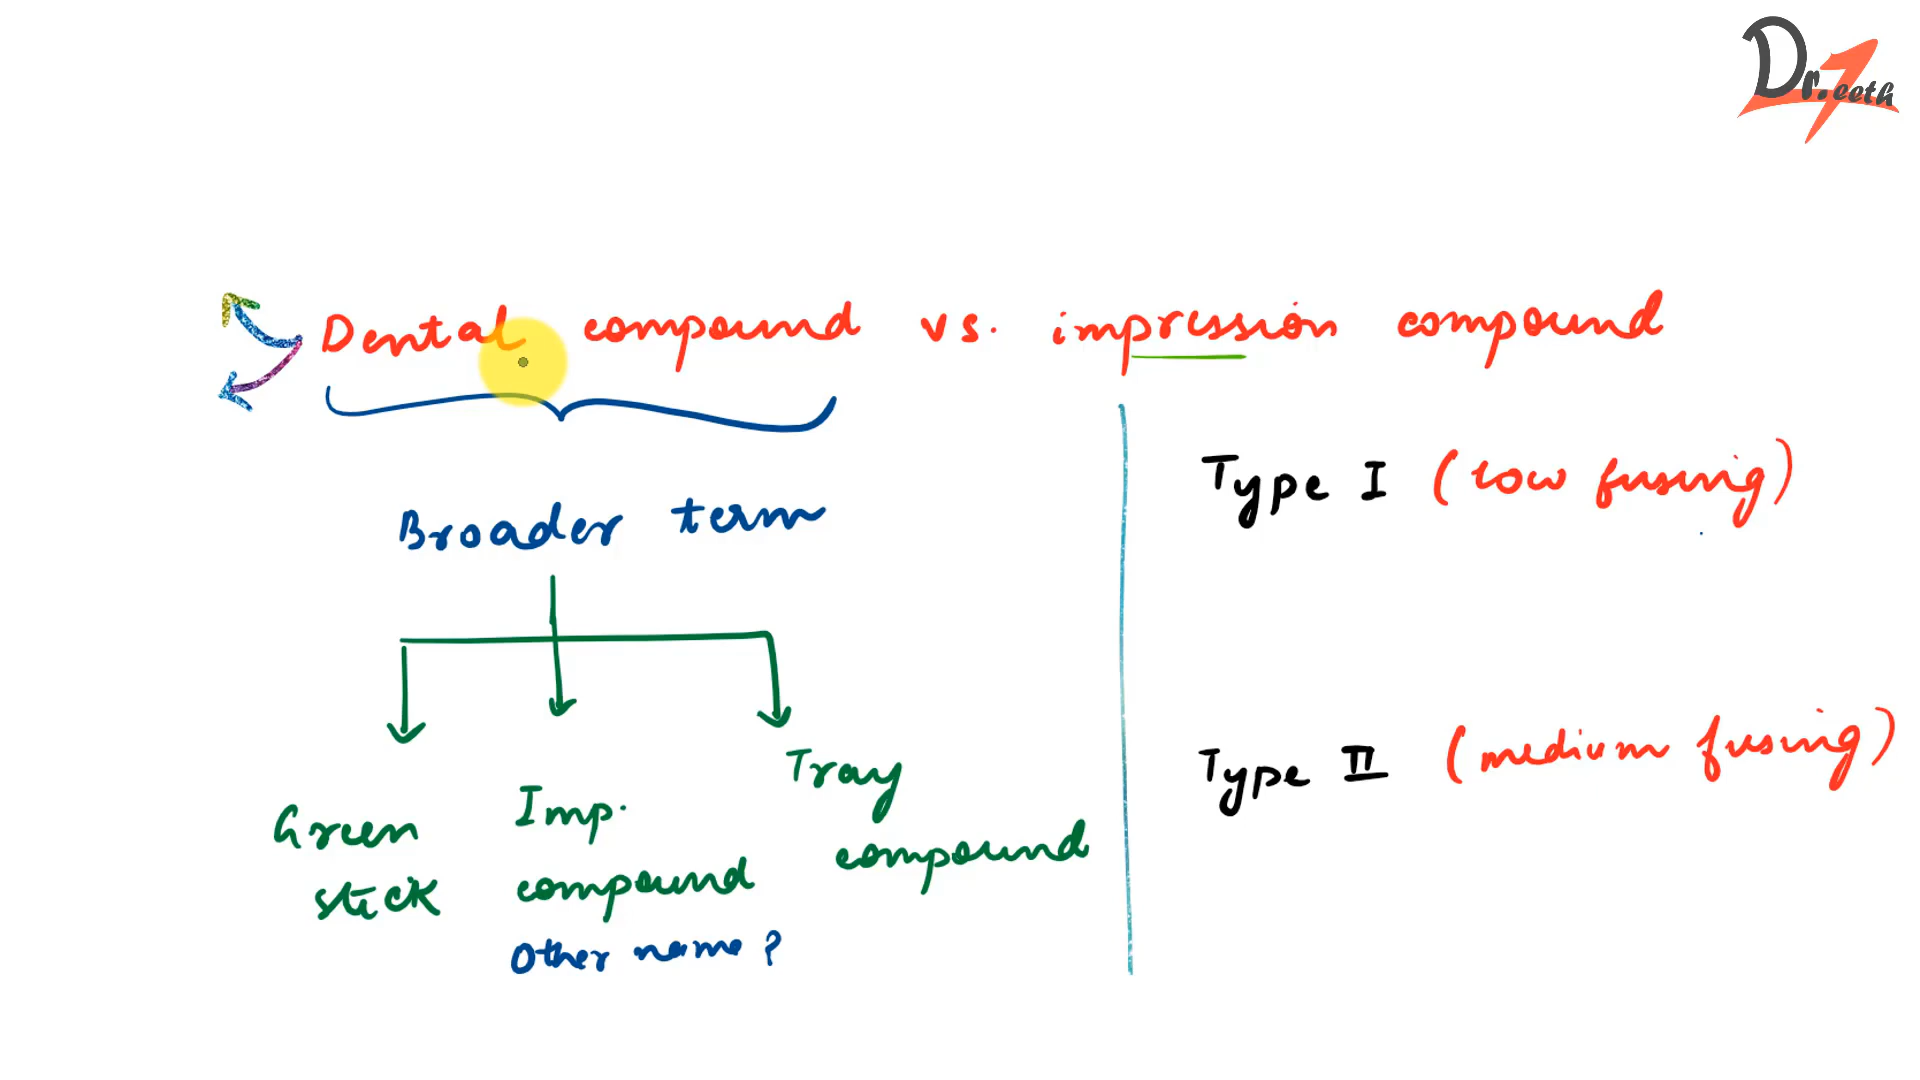 Dr.eeth
Dental compound vs. impression compound
Broader term
Green stick
Imp. compound
Other name?
Tray compound
Type I (low fusing)
Type II (medium fusing)